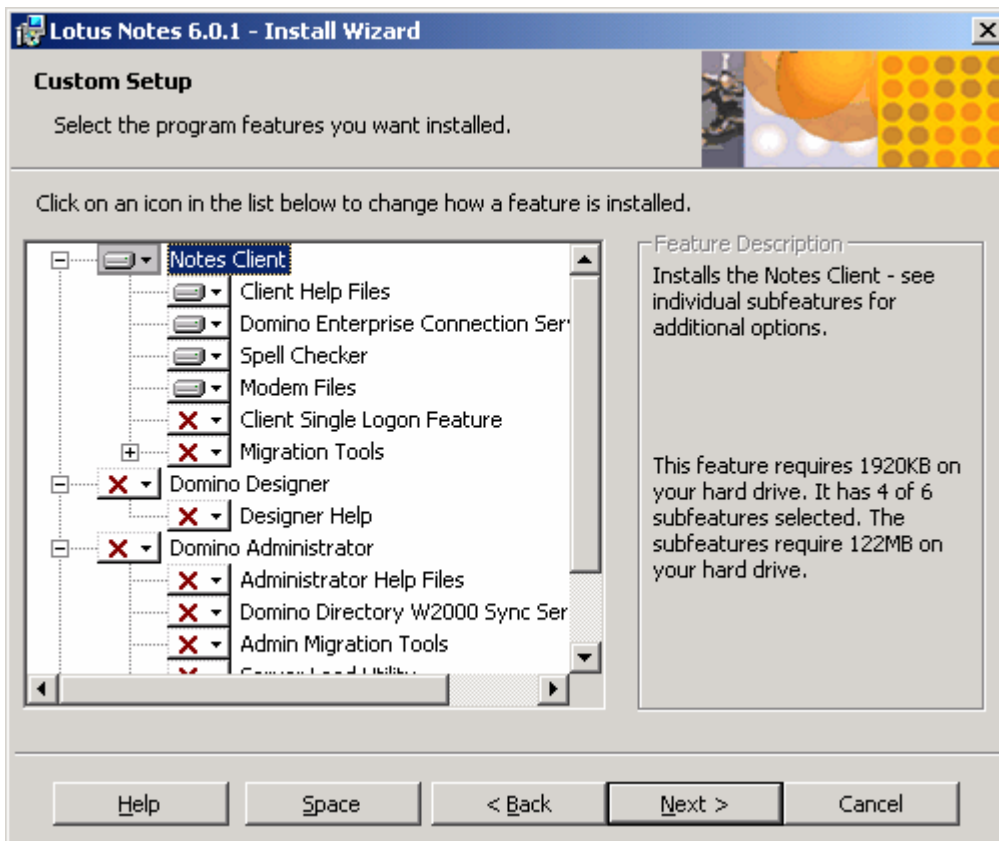 Lotus Notes 6.0.1 - Install Wizard
Custom Setup
Select the program features you want installed.
Click on an icon in the list below to change how a feature is installed.
Notes Client
Client Help Files
Domino Enterprise Connection Ser
Spell Checker
Modem Files
Client Single Logon Feature
Migration Tools
Domino Designer
Designer Help
Domino Administrator
Administrator Help Files
Domino Directory W2000 Sync Ser
Admin Migration Tools
Server Load Utility
Feature Description
Installs the Notes Client - see
individual subfeatures for
additional options.
This feature requires 1920KB on
your hard drive. It has 4 of 6
subfeatures selected. The
subfeatures require 122MB on
your hard drive.
Help
Space
< Back
Next >
Cancel